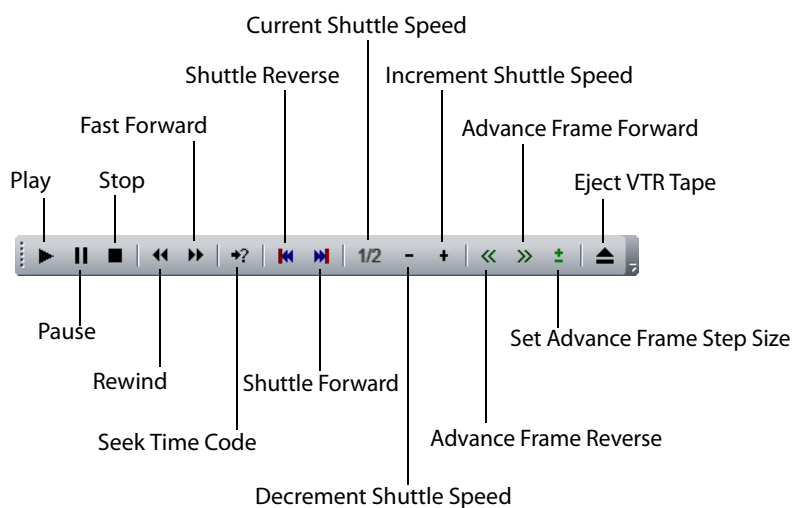 Current Shuttle Speed
Shuttle Reverse
Increment Shuttle Speed
Fast Forward
Advance Frame Forward
Play
Stop
Eject VTR Tape
?
1/2
- +
±
Pause
Set Advance Frame Step Size
Rewind
Shuttle Forward
Seek Time Code
Advance Frame Reverse
Decrement Shuttle Speed